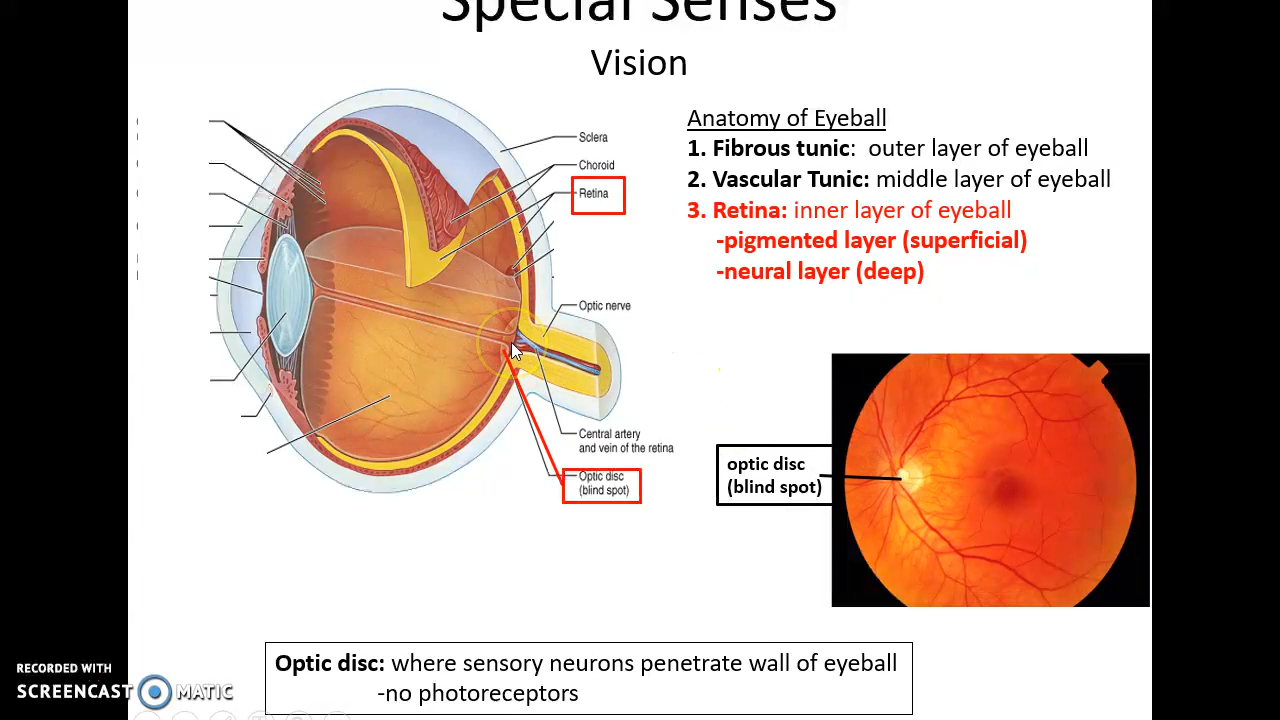 Special Senses
Vision
Anatomy of Eyeball
1. Fibrous tunic: outer layer of eyeball
2. Vascular Tunic: middle layer of eyeball
3. Retina: inner layer of eyeball
-pigmented layer (superficial)
-neural layer (deep)
Sclera
Choroid
Retina
Optic nerve
Central artery
and vein of the retina
Optic disc
(blind spot)
optic disc
(blind spot)
Optic disc: where sensory neurons penetrate wall of eyeball
-no photoreceptors
RECORDED WITH
SCREENCAST MATIC